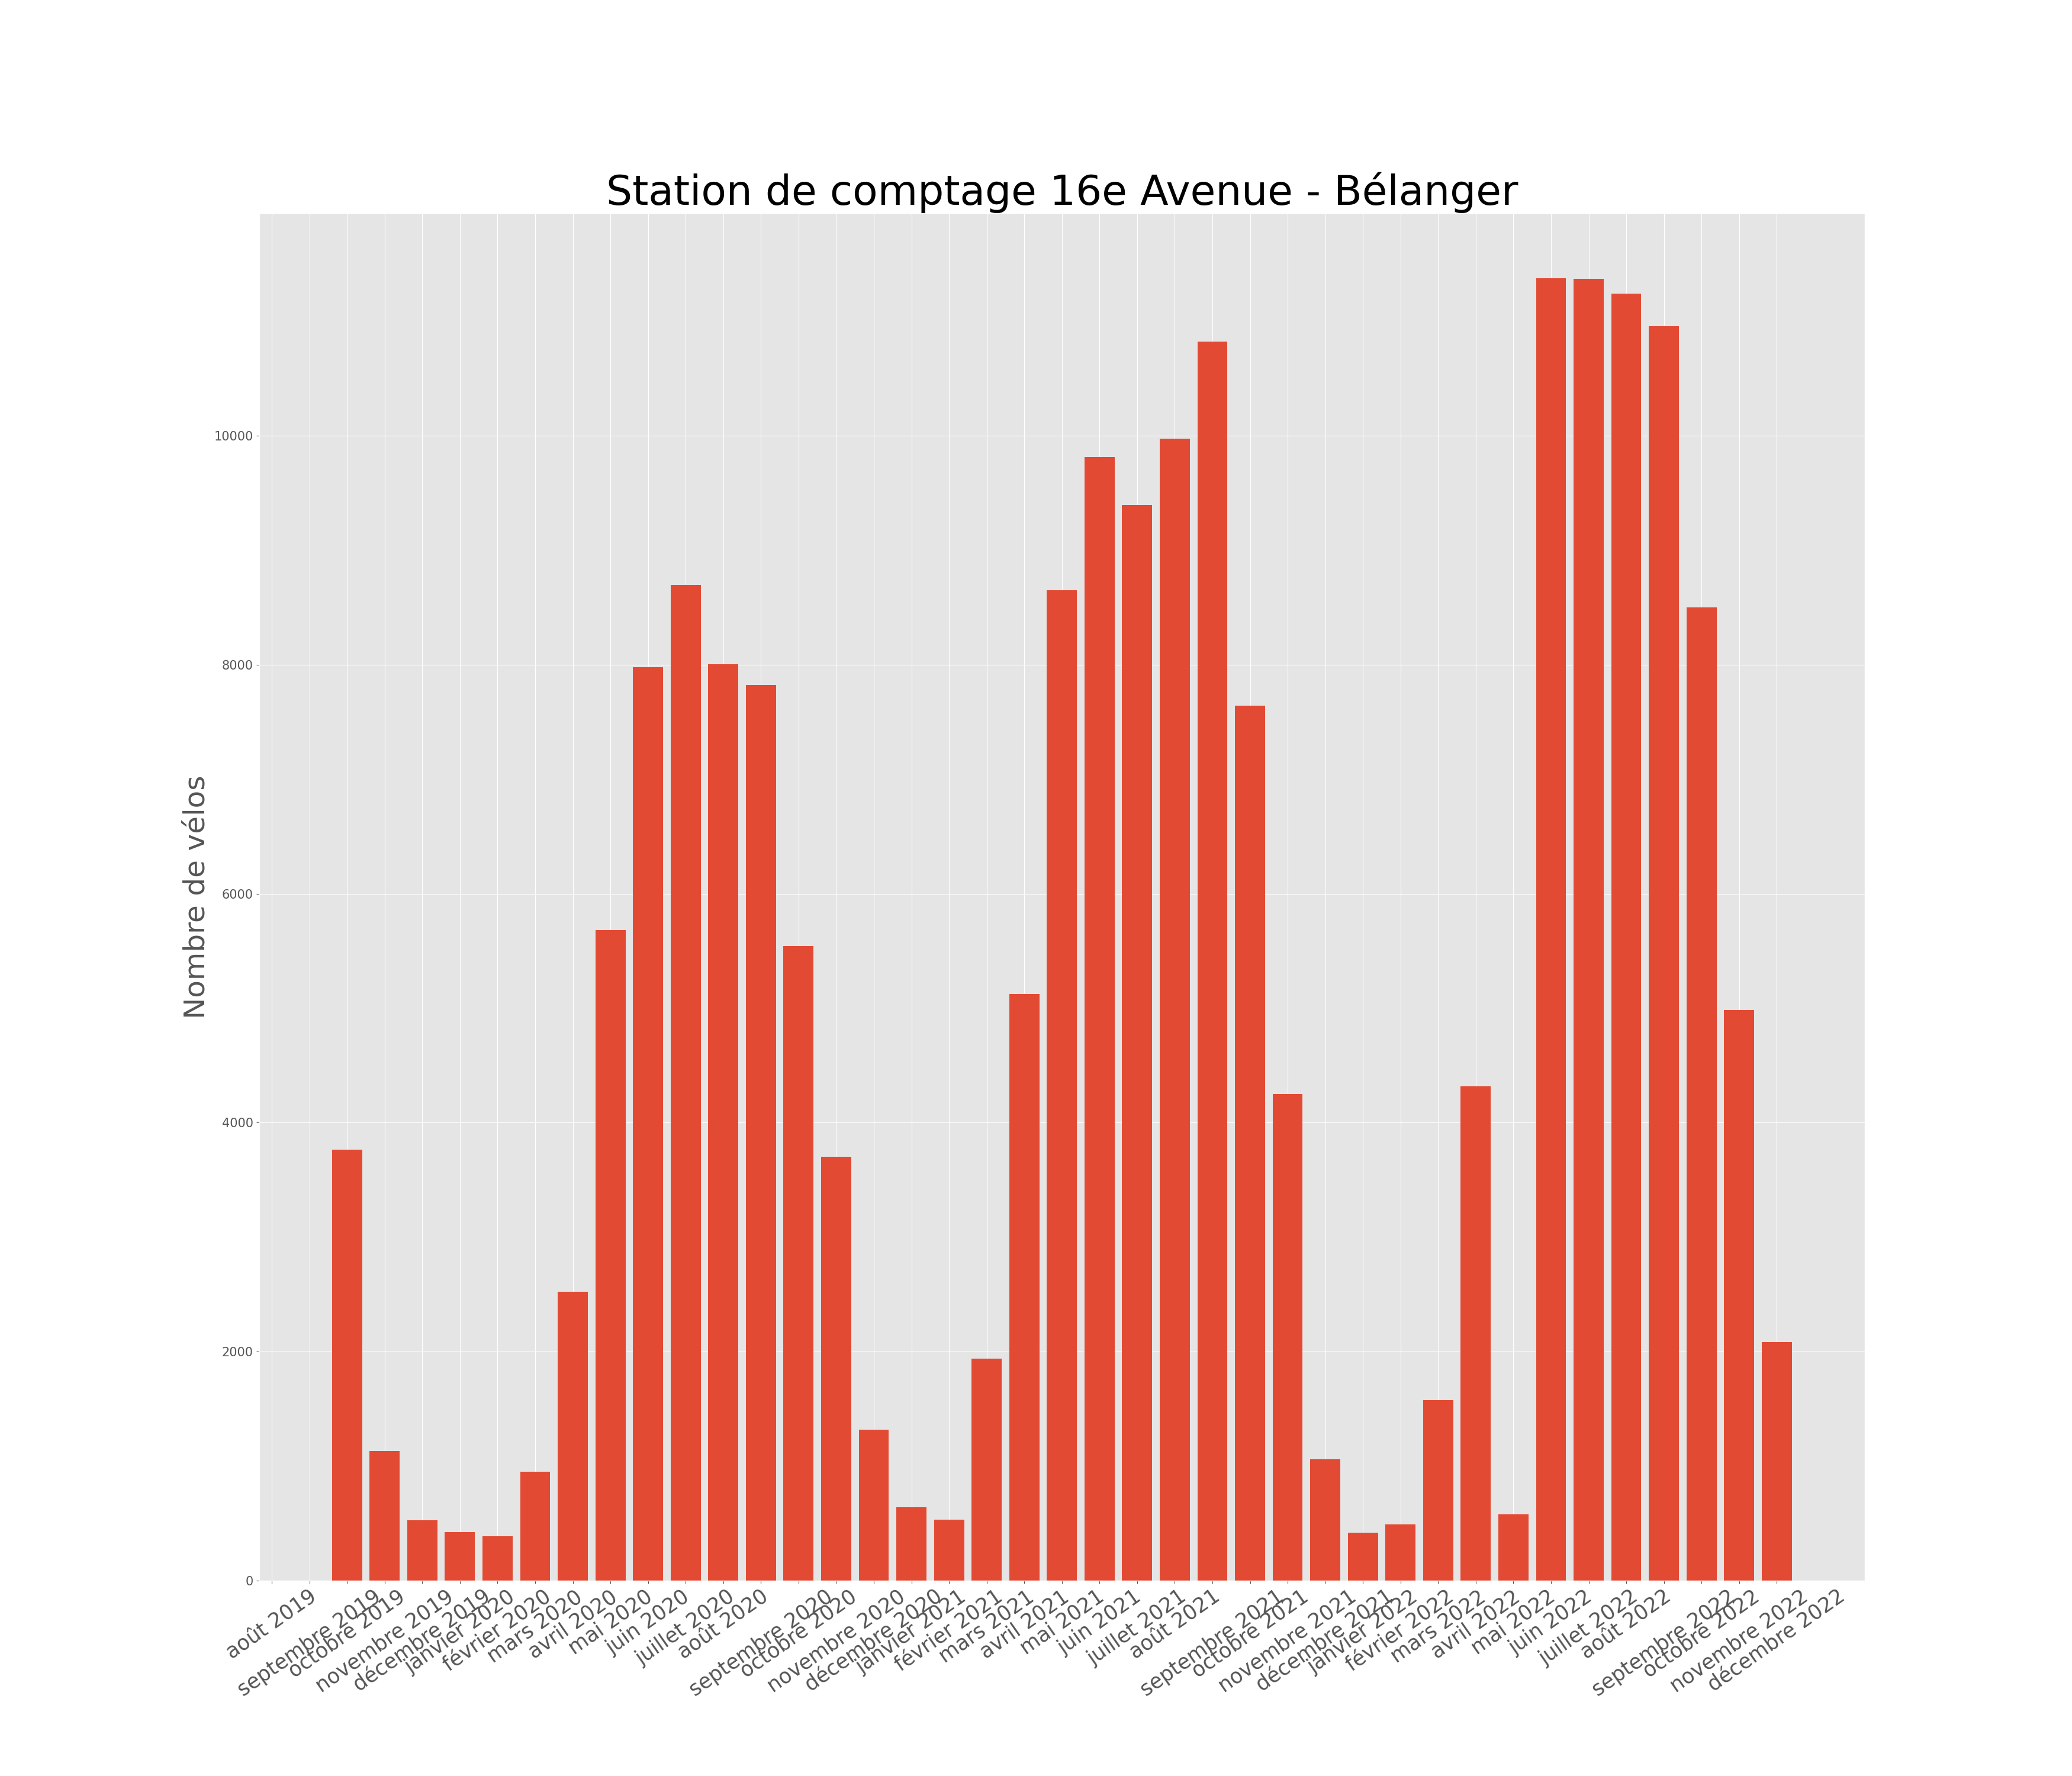 Station de comptage 16e Avenue - Bélanger
Nombre de vélos
10000
8000
6000
4000
2000
0
août 2019
septembre 2019
octobre 2019
novembre 2019
décembre 2019
janvier 2020
février 2020
mars 2020
avril 2020
mai 2020
juin 2020
juillet 2020
août 2020
septembre 2020
octobre 2020
novembre 2020
décembre 2020
janvier 2021
février 2021
mars 2021
avril 2021
mai 2021
juin 2021
juillet 2021
août 2021
septembre 2021
octobre 2021
novembre 2021
décembre 2021
janvier 2022
février 2022
mars 2022
avril 2022
mai 2022
juin 2022
juillet 2022
août 2022
septembre 2022
octobre 2022
novembre 2022
décembre 2022